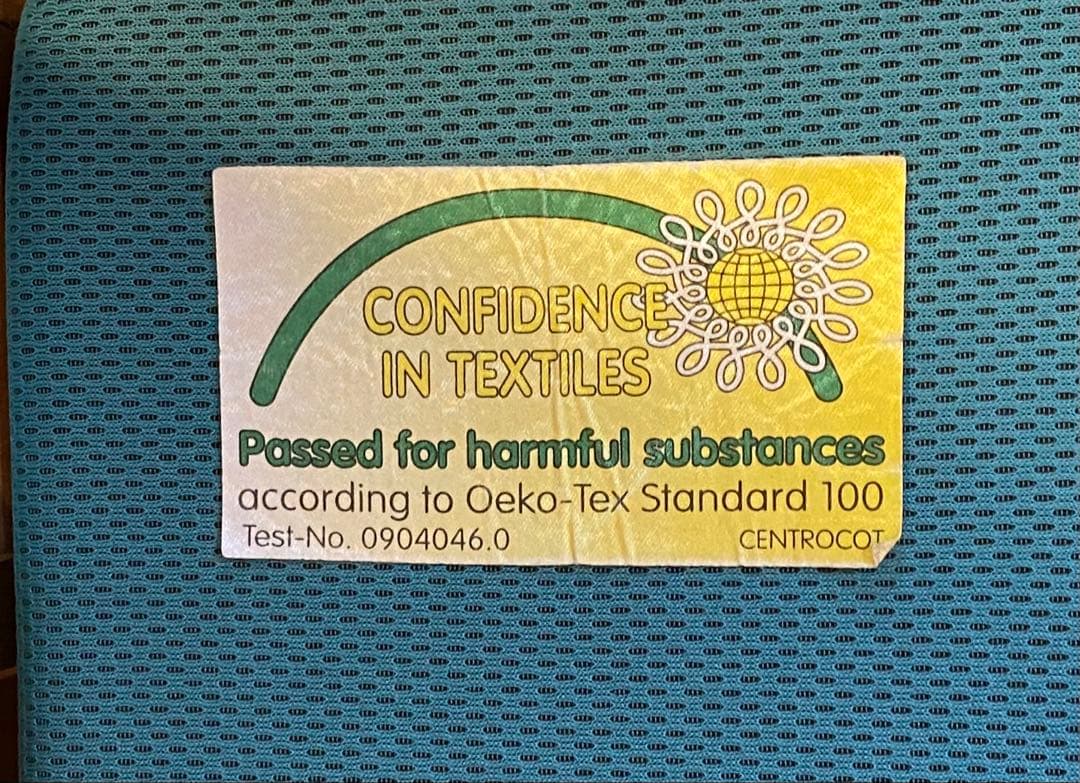 CONFIDENCE
IN TEXTILES
Passed for harmful substances
according to Oeko-Tex Standard 100
Test-No. 0904046.0 CENTROCOT